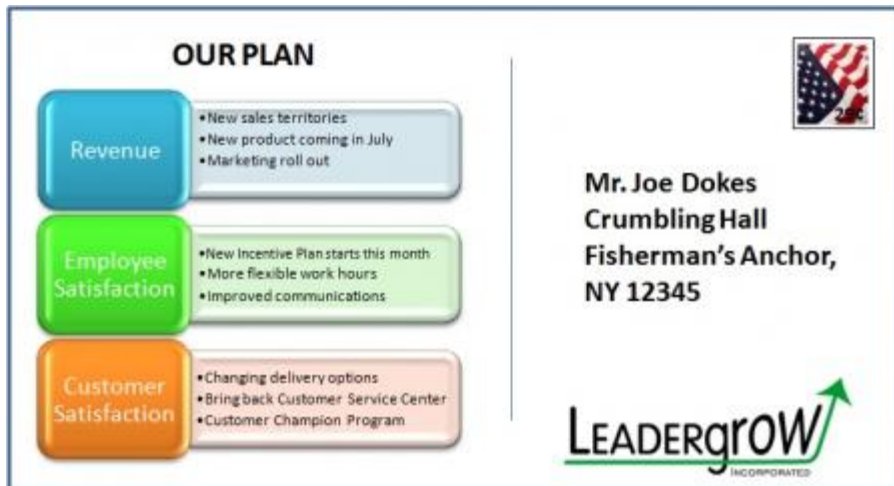 OUR PLAN
Revenue
•New sales territories
•New product coming in July
•Marketing roll out
Employee
Satisfaction
•New Incentive Plan starts this month
•More flexible work hours
•Improved communications
Customer
Satisfaction
•Changing delivery options
•Bring back Customer Service Center
•Customer Champion Program
Mr. Joe Dokes
Crumbling Hall
Fisherman's Anchor,
NY 12345
LEADERgrow
INCORPORATED